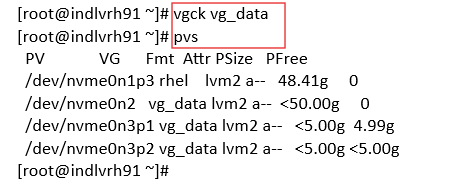 [root@indlvrh91 ~]# vgck vg_data
[root@indlvrh91 ~]# pvs
PV VG Fmt Attr PSize PFree
/dev/nvme0n1p3 rhel lvm2 a-- 48.41g 0
/dev/nvme0n2 vg_data lvm2 a-- <50.00g 0
/dev/nvme0n3p1 vg_data lvm2 a-- <5.00g 4.99g
/dev/nvme0n3p2 vg_data lvm2 a-- <5.00g <5.00g
[root@indlvrh91 ~]#